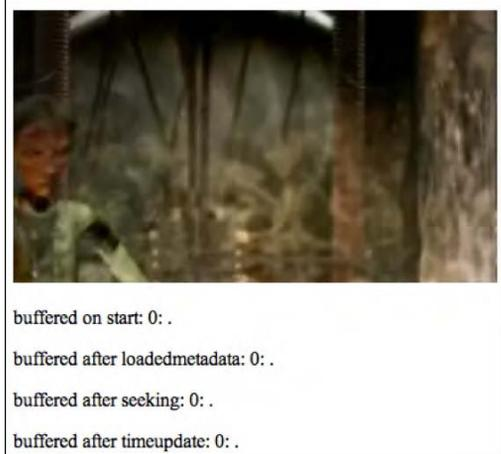 buffered on start: 0: .
buffered after loadedmetadata: 0: .
buffered after seeking: 0: .
buffered after timeupdate: 0: .